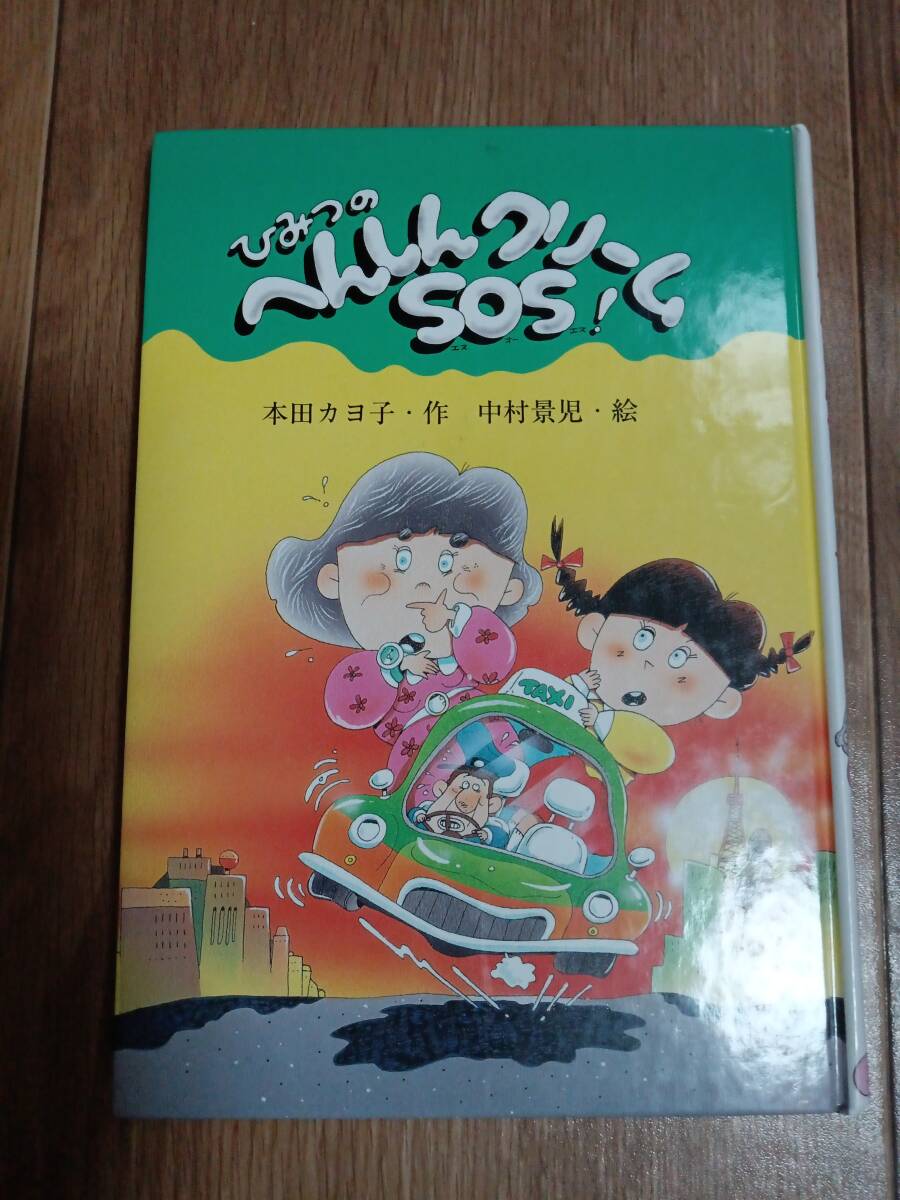 ひみつの
へんしんクリーム
SOS!
エス オー エス
本田カヨ子・作 中村景児・絵
TAXI